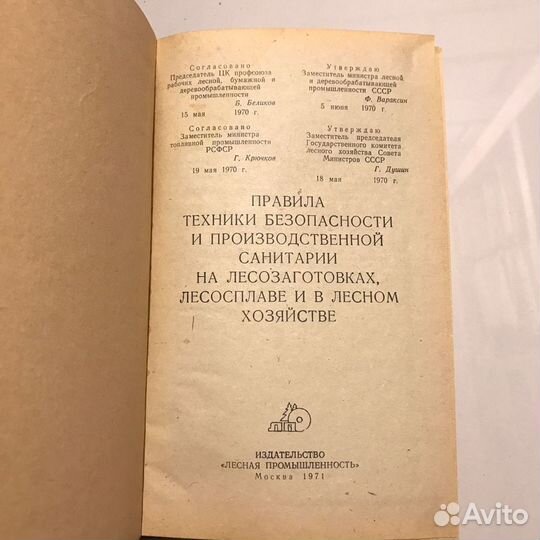 Согласовано
Председатель ЦК профсоюза
рабочих лесной, бумажной и
деревообрабатывающей
промышленности
Б. Беликов
15 мая 1970 г.
Утверждаю
Заместитель министра лесной
и деревообрабатывающей
промышленности СССР
Ф. Вараксин
5 июня 1970 г.
Согласовано
Заместитель министра
топливной промышленности
РСФСР
Г. Крючков
19 мая 1970 г.
Утверждаю
Заместитель председателя
Государственного комитета
лесного хозяйства Совета
Министров СССР
Г. Душин
18 мая 1970 г.
ПРАВИЛА
ТЕХНИКИ БЕЗОПАСНОСТИ
И ПРОИЗВОДСТВЕННОЙ
САНИТАРИИ
НА ЛЕСОЗАГОТОВКАХ,
ЛЕСОСПЛАВЕ И В ЛЕСНОМ
ХОЗЯЙСТВЕ
ИЗДАТЕЛЬСТВО
«ЛЕСНАЯ ПРОМЫШЛЕННОСТЬ»
Москва 1971
Avito